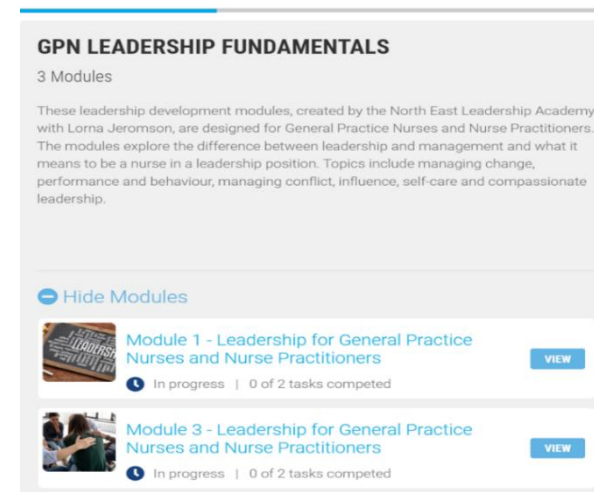 GPN LEADERSHIP FUNDAMENTALS
3 Modules
These leadership development modules, created by the North East Leadership Academy
with Lorna Jeromson, are designed for General Practice Nurses and Nurse Practitioners.
The modules explore the difference between leadership and management and what it
means to be a nurse in a leadership position. Topics include managing change,
performance and behaviour, managing conflict, influence, self-care and compassionate
leadership.
Hide Modules
Module 1 - Leadership for General Practice
Nurses and Nurse Practitioners
VIEW
In progress | 0 of 2 tasks competed
Module 3 - Leadership for General Practice
Nurses and Nurse Practitioners
VIEW
In progress | 0 of 2 tasks competed